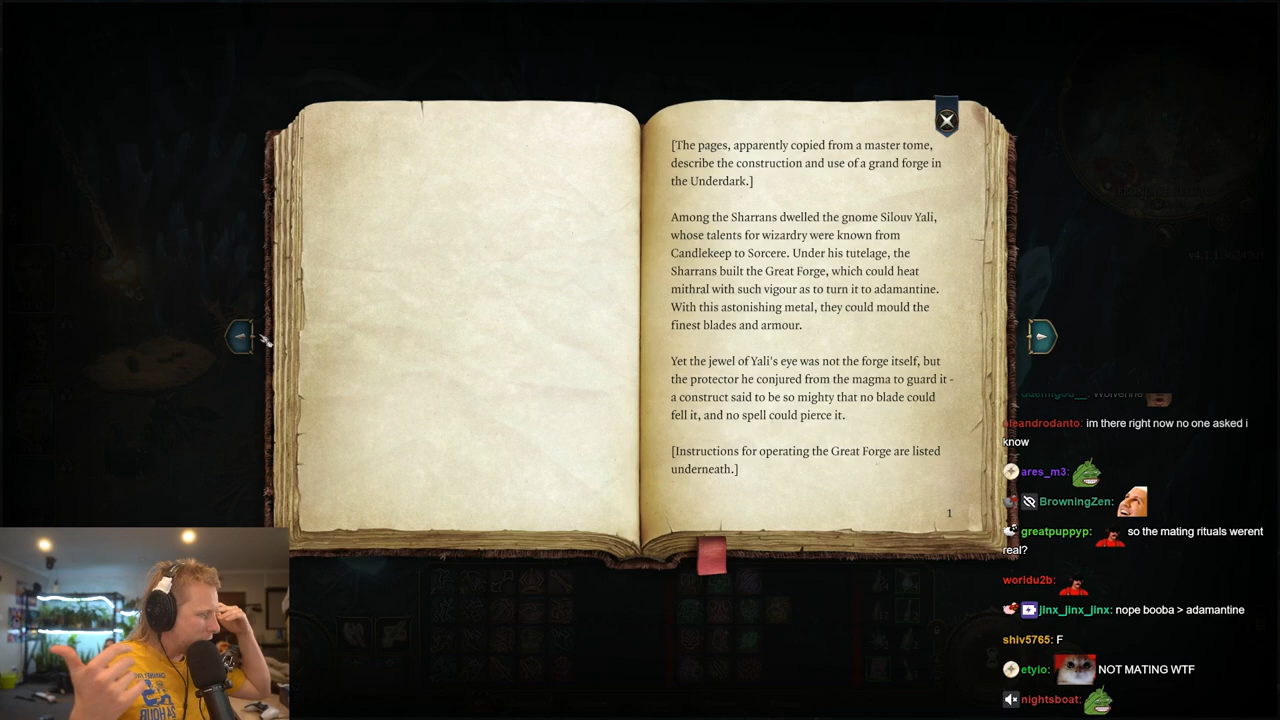 [The pages, apparently copied from a master tome,
describe the construction and use of a grand forge in
the Underdark.]
Among the Sharrans dwelled the gnome Silouv Yali,
whose talents for wizardry were known from
Candlekeep to Sorcere. Under his tutelage, the
Sharrans built the Great Forge, which could heat
mithral with such vigour as to turn it to adamantine.
With this astonishing metal, they could mould the
finest blades and armour.
Yet the jewel of Yali's eye was not the forge itself, but
the protector he conjured from the magma to guard it -
a construct said to be so mighty that no blade could
fell it, and no spell could pierce it.
[Instructions for operating the Great Forge are listed
underneath.]
1
Wolverine
oleandrodanto: im there right now no one asked i
know
ares_m3:
BrowningZen:
greatpuppyp: so the mating rituals werent
real?
worldu2b:
jinx_jinx_jinx: nope booba > adamantine
shiv5765: F
etyio: NOT MATING WTF
nightsboat: